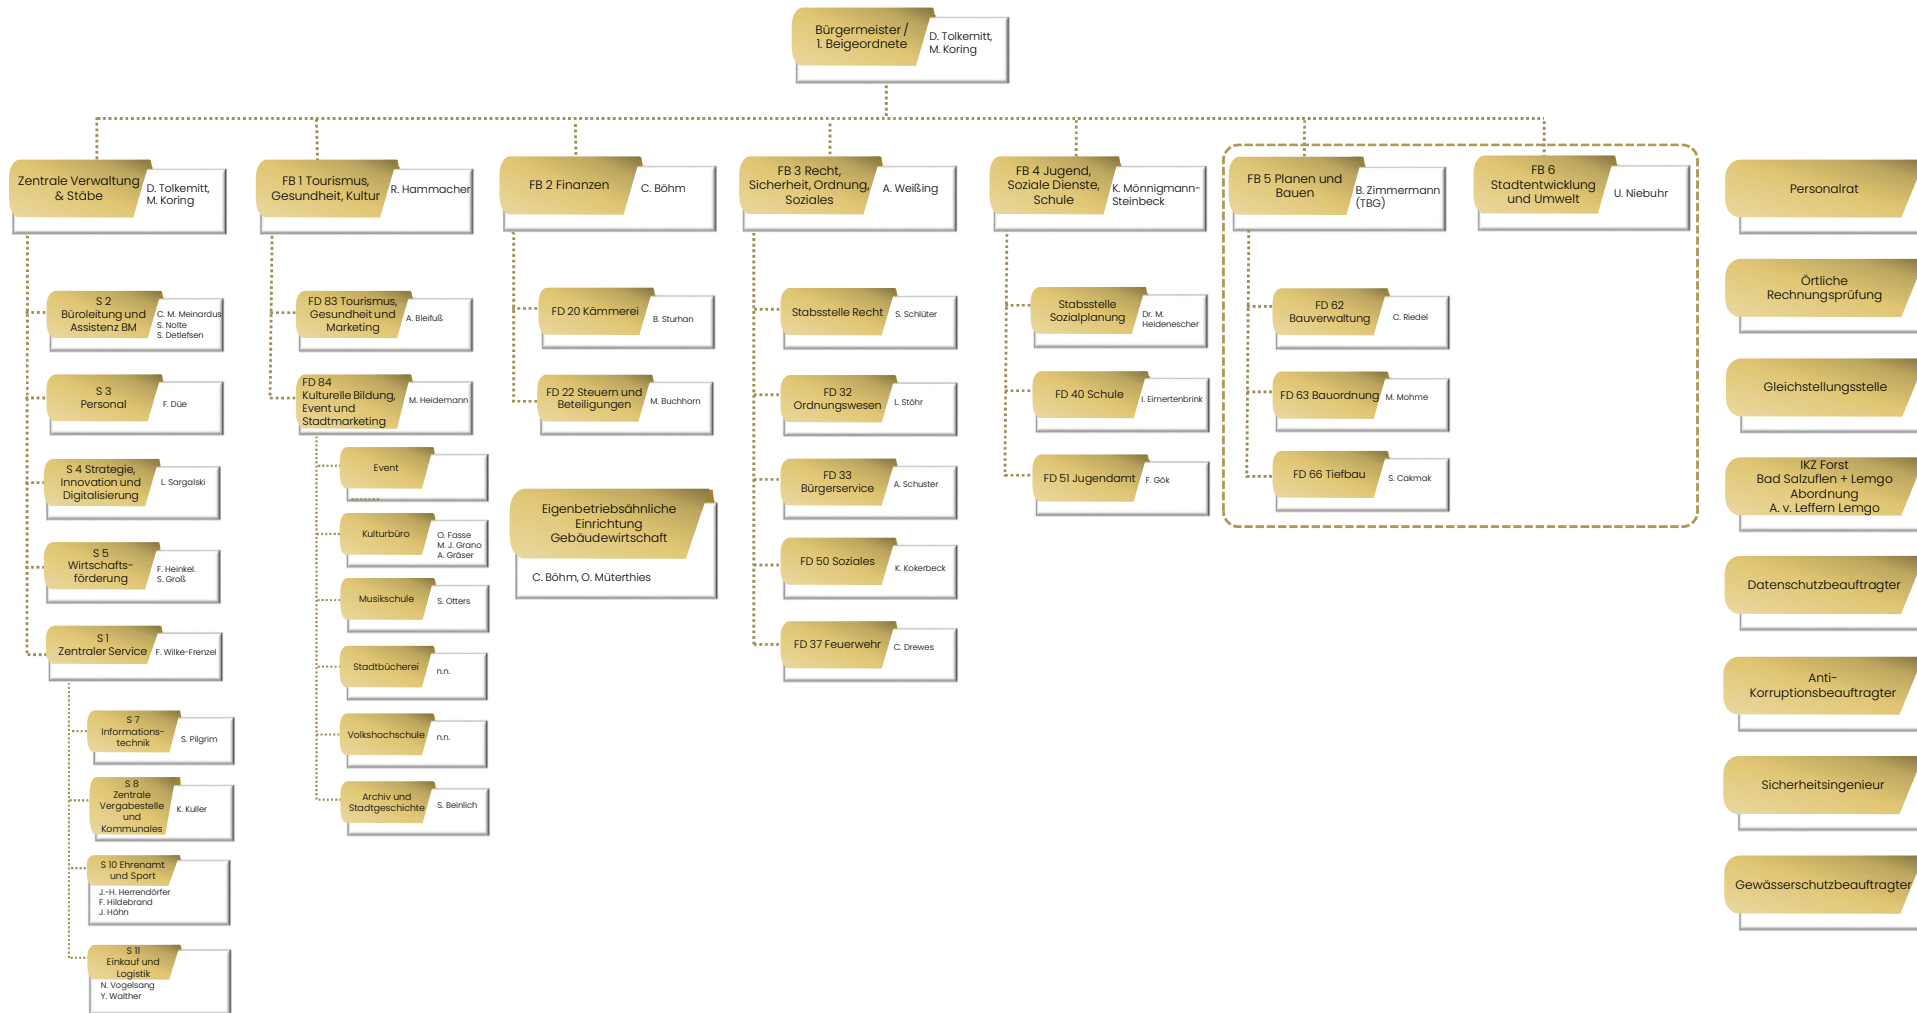 Bürgermeister /
1. Beigeordnete
D. Tolkemitt,
M. Koring
Zentrale Verwaltung
& Stäbe
D. Tolkemitt,
M. Koring
S 2
Büroleitung und
Assistenz BM
C. M. Meinardus
S. Nolte
S. Detlefsen
S 3
Personal
F. Düe
S 4 Strategie,
Innovation und
Digitalisierung
L. Sargalski
S 5
Wirtschafts-
förderung
F. Heinkel.
S. Groß
S 1
Zentraler Service
F. Wilke-Frenzel
S 7
Informations-
technik
S. Pilgrim
S 8
Zentrale
Vergabestelle
und
Kommunales
K. Kuller
S 10 Ehrenamt
und Sport
J.-H. Herrendörfer
F. Hildebrand
J. Höhn
S 11
Einkauf und
Logistik
N. Vogelsang
Y. Walther
FB 1 Tourismus,
Gesundheit, Kultur
R. Hammacher
FD 83 Tourismus,
Gesundheit und
Marketing
A. Bleifuß
FD 84
Kulturelle Bildung,
Event und
Stadtmarketing
M. Heidemann
Event
Kulturbüro
O. Fasse
M. J. Grano
A. Gräser
Musikschule
S. Otters
Stadtbücherei
n.n.
Volkshochschule
n.n.
Archiv und
Stadtgeschichte
S. Beinlich
FB 2 Finanzen
C. Böhm
FD 20 Kämmerei
B. Sturhan
FD 22 Steuern und
Beteiligungen
M. Buchhorn
Eigenbetriebsähnliche
Einrichtung
Gebäudewirtschaft
C. Böhm, O. Müterthies
FB 3 Recht,
Sicherheit, Ordnung,
Soziales
A. Weißing
Stabsstelle Recht
S. Schlüter
FD 32
Ordnungswesen
L. Stöhr
FD 33
Bürgerservice
A. Schuster
FD 50 Soziales
K. Kokerbeck
FD 37 Feuerwehr
C. Drewes
FB 4 Jugend,
Soziale Dienste,
Schule
K. Mönnigmann-
Steinbeck
Stabsstelle
Sozialplanung
Dr. M.
Heidenescher
FD 40 Schule
I. Eimertenbrink
FD 51 Jugendamt
F. Gök
FB 5 Planen und
Bauen
B. Zimmermann
(TBG)
FD 62
Bauverwaltung
C. Riedel
FD 63 Bauordnung
M. Mohme
FD 66 Tiefbau
S. Cakmak
FB 6
Stadtentwicklung
und Umwelt
U. Niebuhr
Personalrat
Örtliche
Rechnungsprüfung
Gleichstellungsstelle
IKZ Forst
Bad Salzuflen + Lemgo
Abordnung
A. v. Leffern Lemgo
Datenschutzbeauftragter
Anti-
Korruptionsbeauftragter
Sicherheitsingenieur
Gewässerschutzbeauftragter